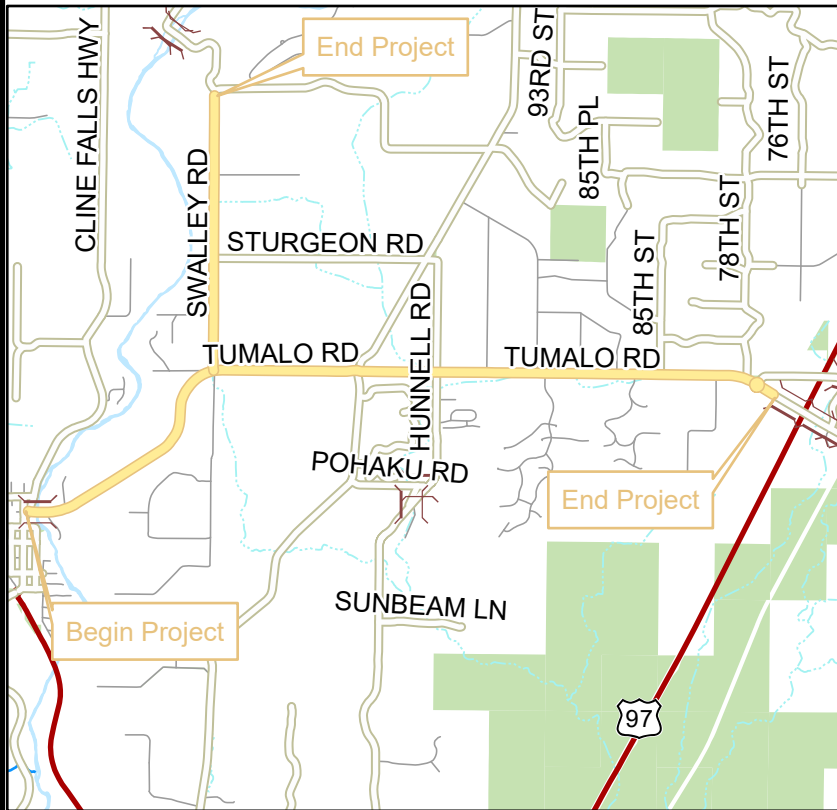 End Project
93RD ST
CLINE FALLS HWY
85TH PL
76TH ST
SWALLEY RD
78TH ST
STURGEON RD
85TH ST
HUNNELL RD
TUMALO RD
TUMALO RD
POHAKU RD
End Project
SUNBEAM LN
Begin Project
97